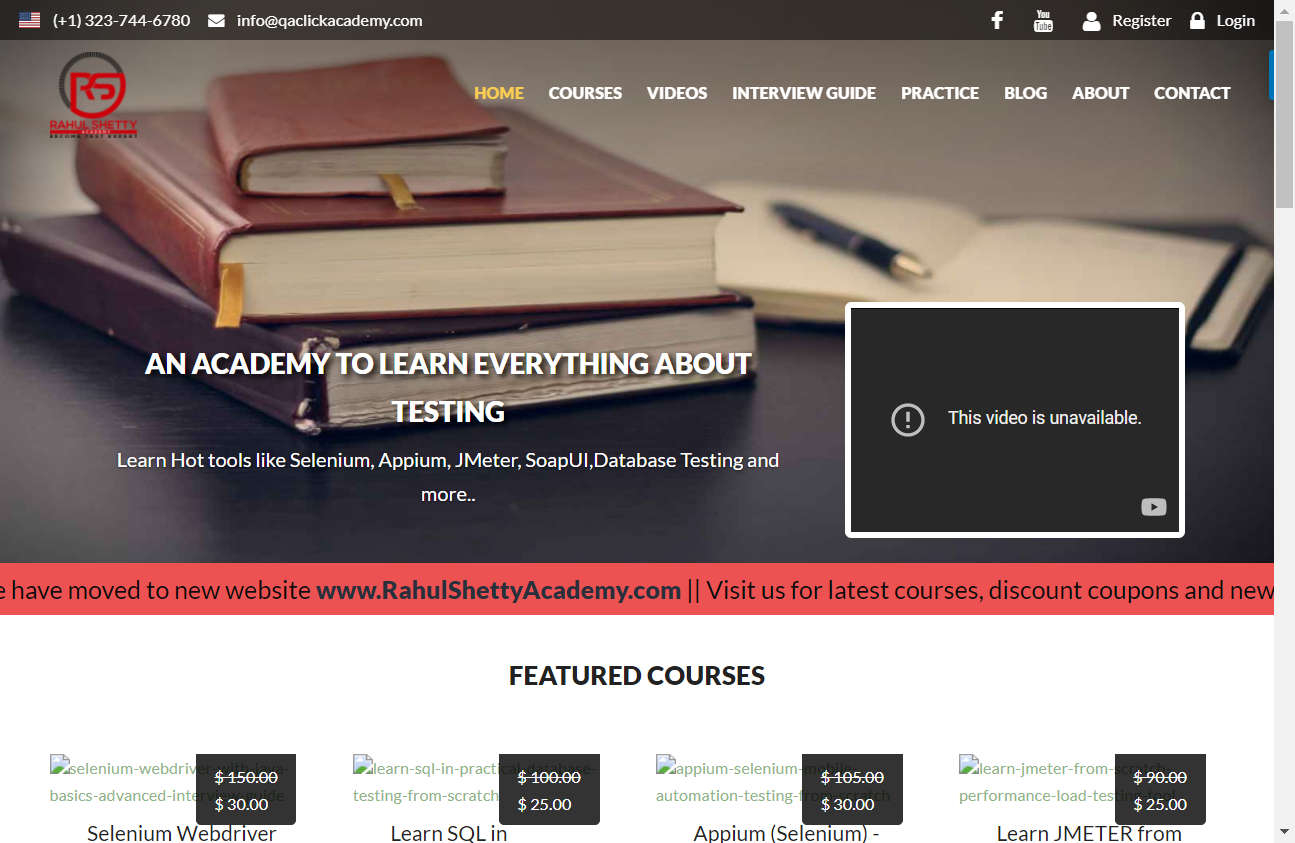 (+1) 323-744-6780 info@qaclickacademy.com
You Tube Register Login
RS
RAHUL SHETTY
ACADEMY
HOME COURSES VIDEOS INTERVIEW GUIDE PRACTICE BLOG ABOUT CONTACT
AN ACADEMY TO LEARN EVERYTHING ABOUT
TESTING
Learn Hot tools like Selenium, Appium, JMeter, SoapUI,Database Testing and
more..
This video is unavailable.
e have moved to new website www.RahulShettyAcademy.com || Visit us for latest courses, discount coupons and new
FEATURED COURSES
selenium-webdriver-with-java-
basics-advanced-interview-guide
$ 150.00
$ 30.00
Selenium Webdriver
learn-sql-in-practical-database-
testing-from-scratch
$ 100.00
$ 25.00
Learn SQL in
appium-selenium-mobile-
automation-testing-from-scratch
$ 105.00
$ 30.00
Appium (Selenium) -
learn-jmeter-from-scratch-
performance-load-testing-tool
$ 90.00
$ 25.00
Learn JMETER from